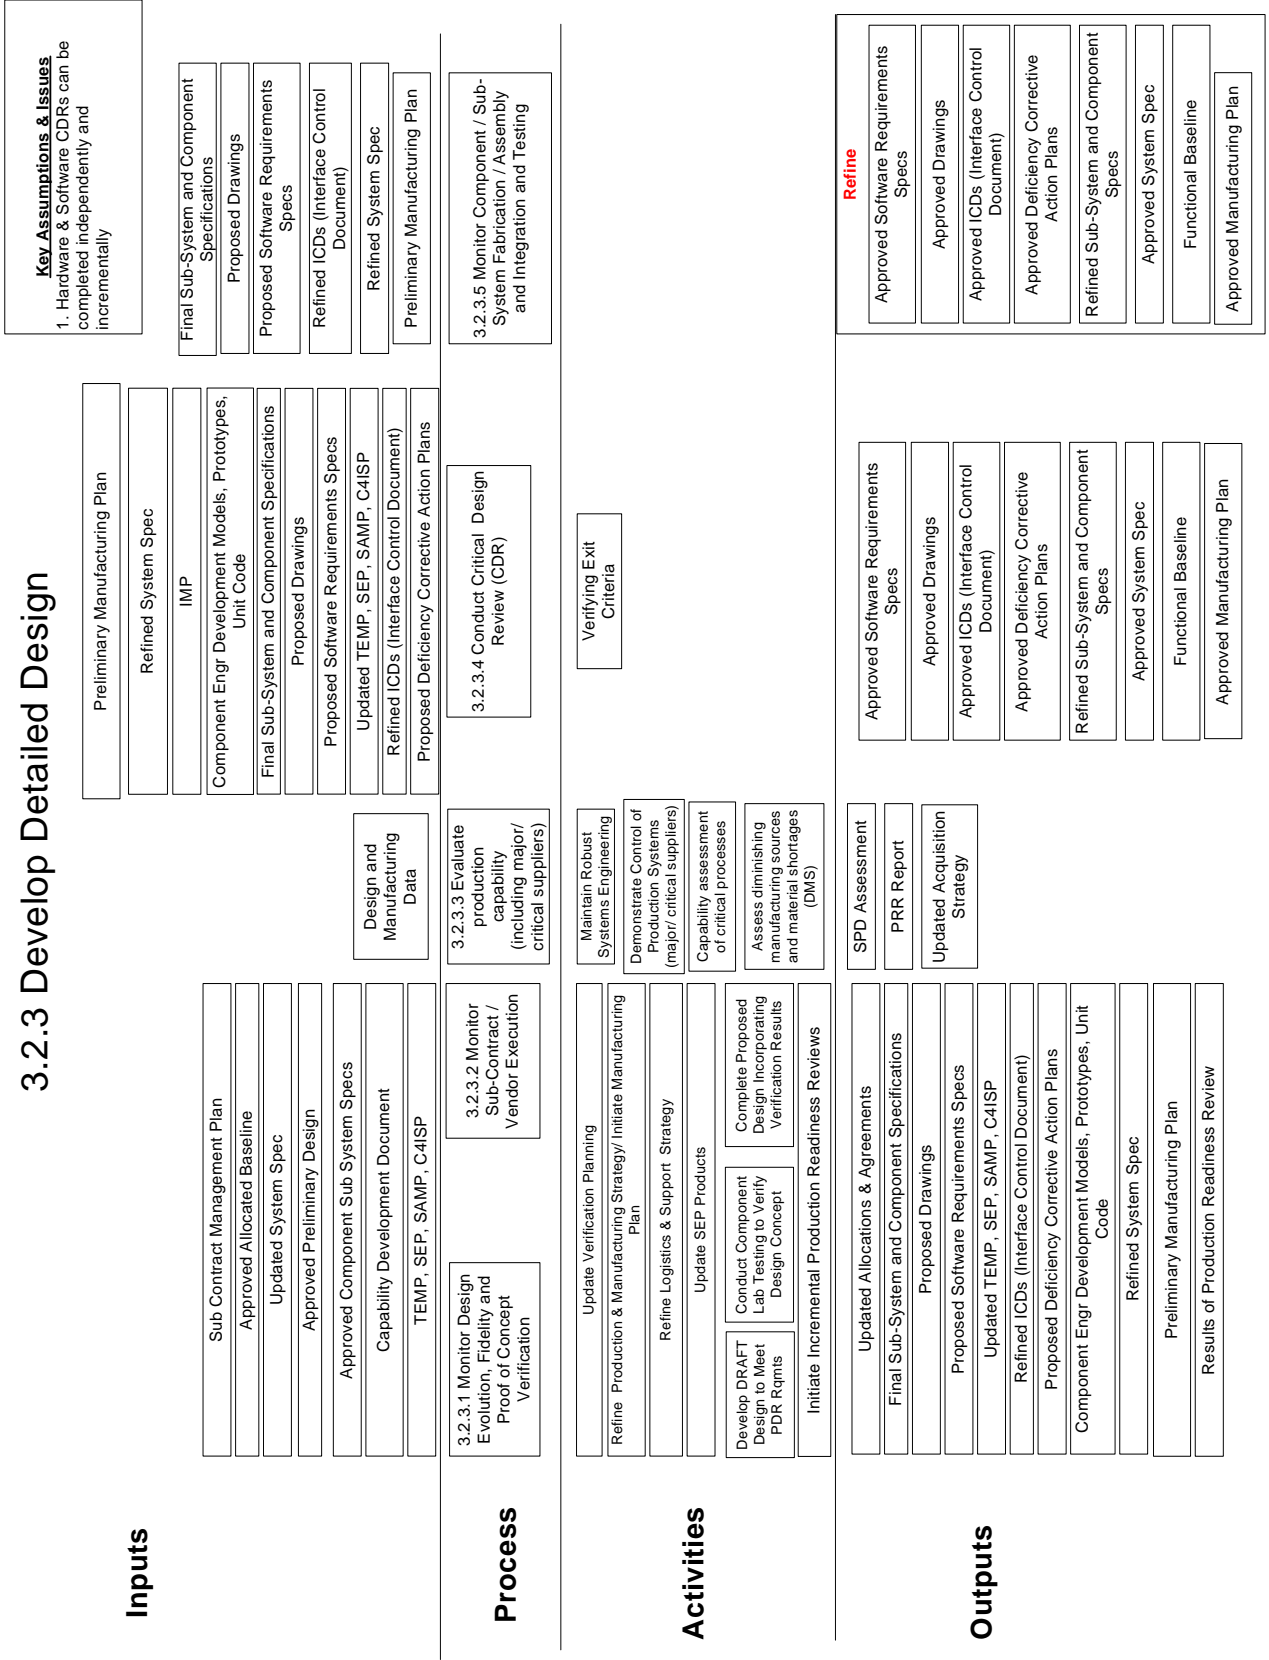 3.2.3 Develop Detailed Design
Key Assumptions & Issues
1. Hardware & Software CDRs can be
completed independently and
incrementally
Inputs
Sub Contract Management Plan
Approved Allocated Baseline
Updated System Spec
Approved Preliminary Design
Approved Component Sub System Specs
Capability Development Document
TEMP, SEP, SAMP, C4ISP
Design and
Manufacturing
Data
Preliminary Manufacturing Plan
Refined System Spec
IMP
Component Engr Development Models, Prototypes,
Unit Code
Final Sub-System and Component Specifications
Proposed Drawings
Proposed Software Requirements Specs
Updated TEMP, SEP, SAMP, C4ISP
Refined ICDs (Interface Control Document)
Proposed Deficiency Corrective Action Plans
Final Sub-System and Component
Specifications
Proposed Drawings
Proposed Software Requirements
Specs
Refined ICDs (Interface Control
Document)
Refined System Spec
Preliminary Manufacturing Plan
Process
3.2.3.1 Monitor Design
Evolution, Fidelity and
Proof of Concept
Verification
3.2.3.2 Monitor
Sub-Contract /
Vendor Execution
3.2.3.3 Evaluate
production
capability
(including major/
critical suppliers)
3.2.3.4 Conduct Critical Design
Review (CDR)
3.2.3.5 Monitor Component / Sub-
System Fabrication / Assembly
and Integration and Testing
Activities
Update Verification Planning
Refine Production & Manufacturing Strategy/ Initiate Manufacturing
Plan
Refine Logistics & Support Strategy
Update SEP Products
Develop DRAFT
Design to Meet
PDR Rqmts
Conduct Component
Lab Testing to Verify
Design Concept
Complete Proposed
Design Incorporating
Verification Results
Initiate Incremental Production Readiness Reviews
Maintain Robust
Systems Engineering
Demonstrate Control of
Production Systems
(major/ critical suppliers)
Capability assessment
of critical processes
Assess diminishing
manufacturing sources
and material shortages
(DMS)
Verifying Exit
Criteria
Outputs
Updated Allocations & Agreements
Final Sub-System and Component Specifications
Proposed Drawings
Proposed Software Requirements Specs
Updated TEMP, SEP, SAMP, C4ISP
Refined ICDs (Interface Control Document)
Proposed Deficiency Corrective Action Plans
Component Engr Development Models, Prototypes, Unit
Code
Refined System Spec
Preliminary Manufacturing Plan
Results of Production Readiness Review
SPD Assessment
PRR Report
Updated Acquisition
Strategy
Approved Software Requirements
Specs
Approved Drawings
Approved ICDs (Interface Control
Document)
Approved Deficiency Corrective
Action Plans
Refined Sub-System and Component
Specs
Approved System Spec
Functional Baseline
Approved Manufacturing Plan
Refine
Approved Software Requirements
Specs
Approved Drawings
Approved ICDs (Interface Control
Document)
Approved Deficiency Corrective
Action Plans
Refined Sub-System and Component
Specs
Approved System Spec
Functional Baseline
Approved Manufacturing Plan